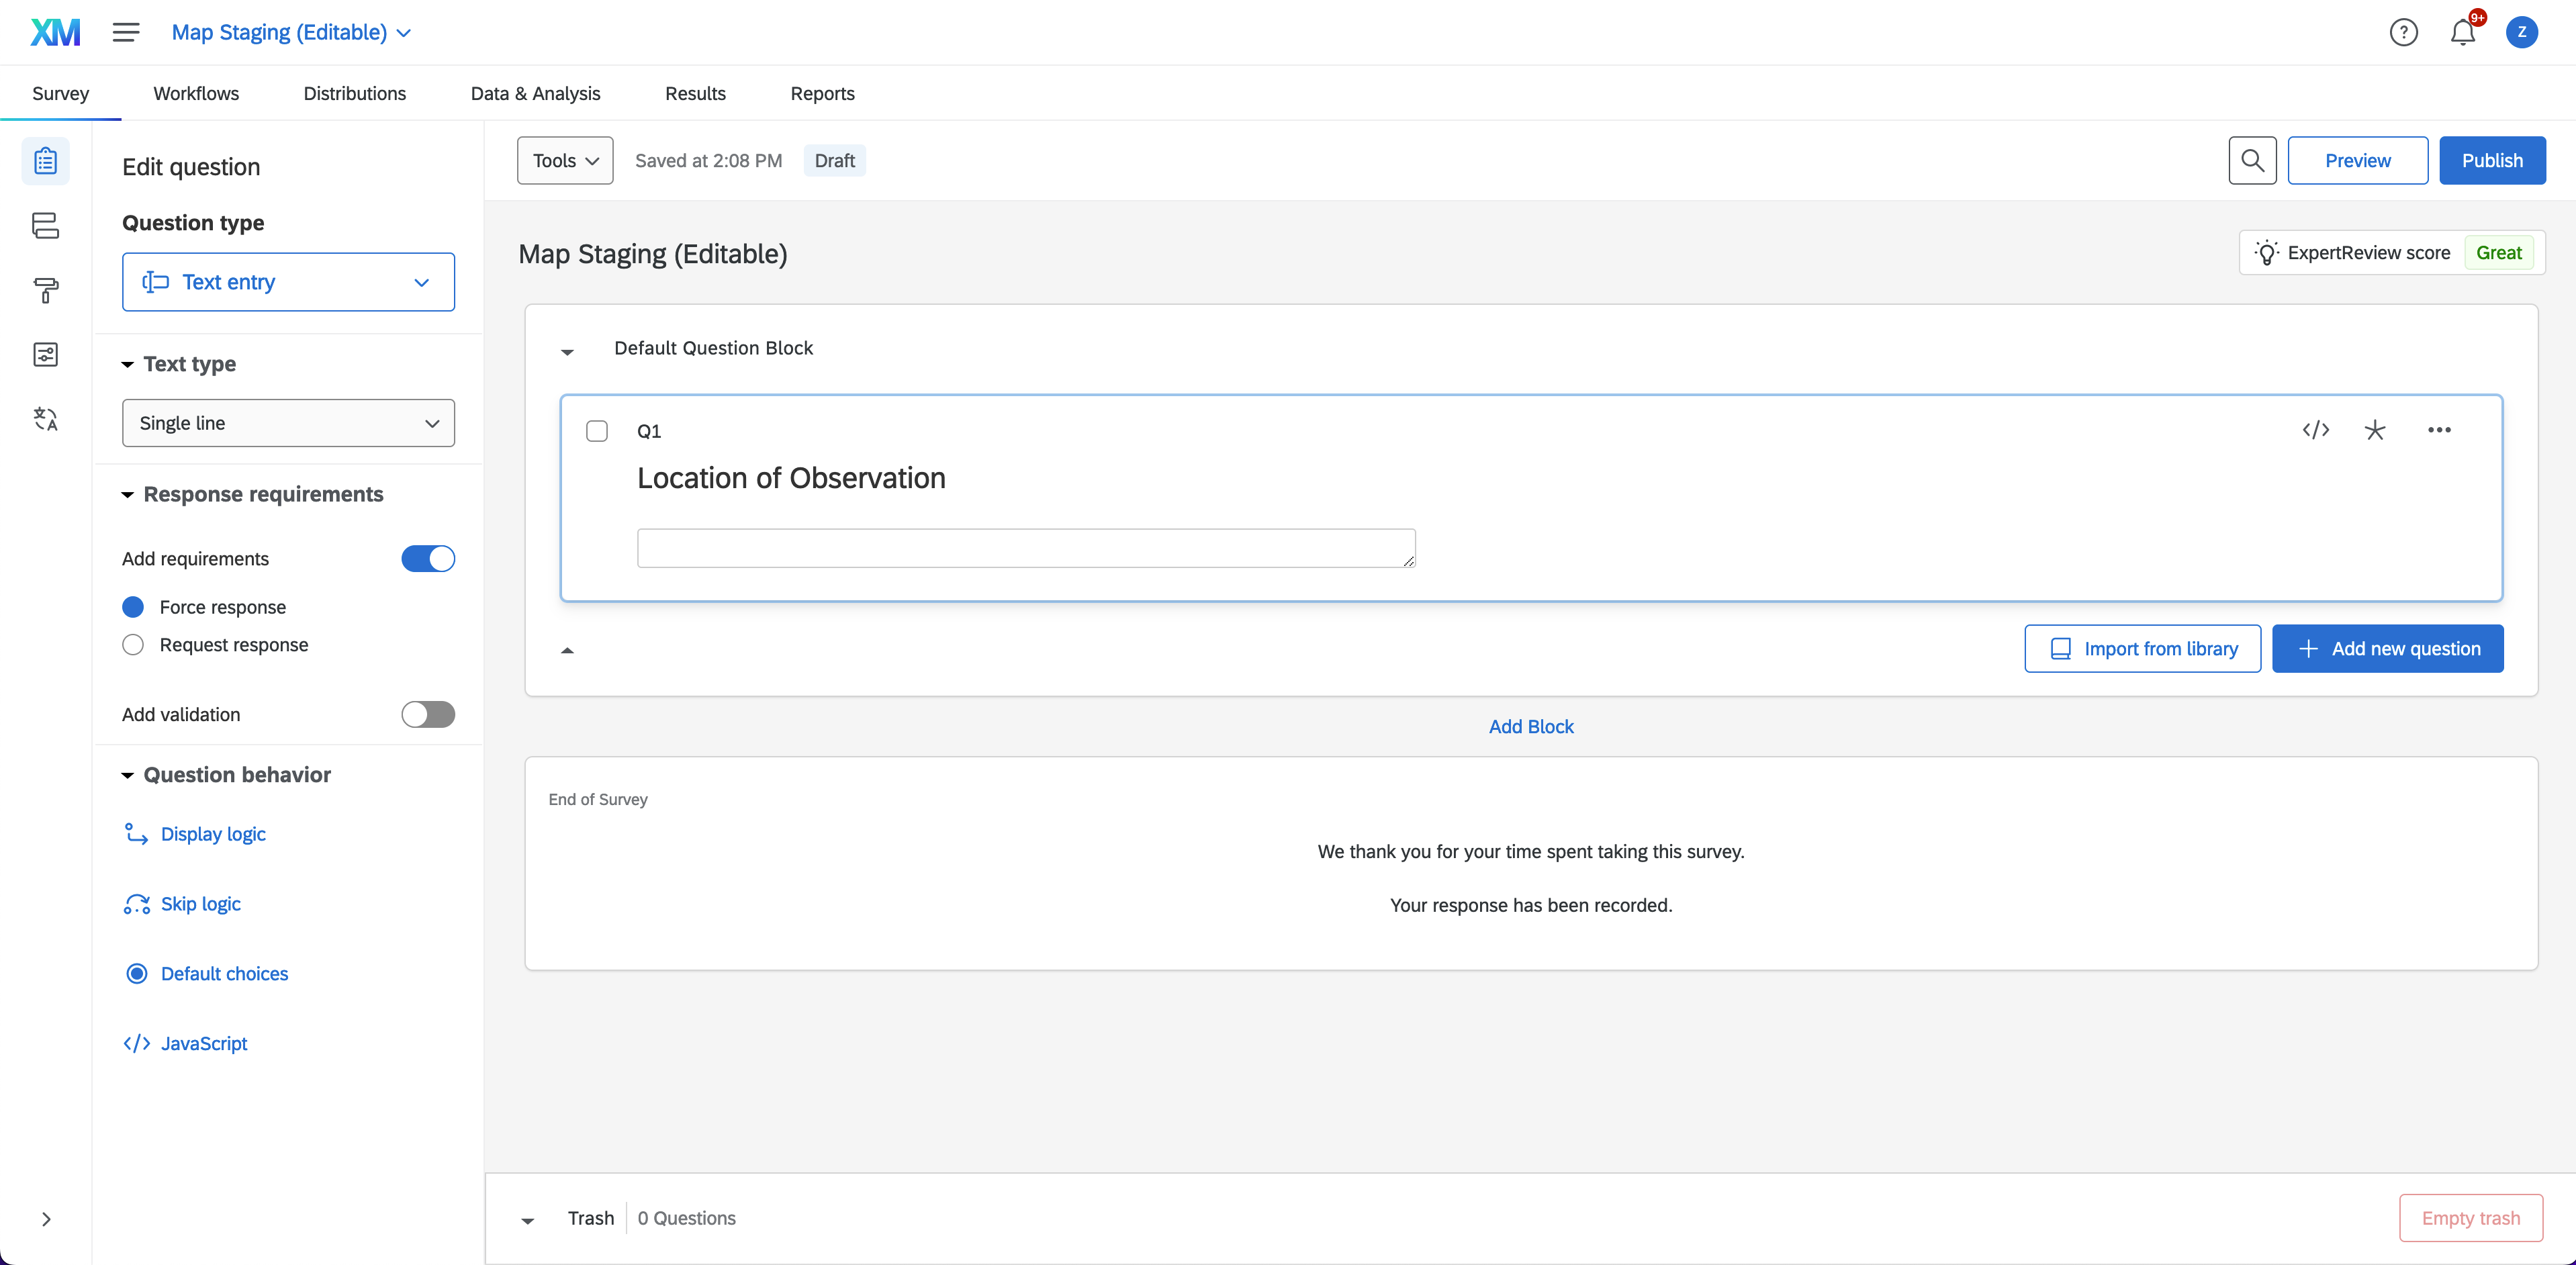 XM
Map Staging (Editable)
?
9+
Z
Survey
Workflows
Distributions
Data & Analysis
Results
Reports
Edit question
Question type
Text entry
Text type
Single line
Response requirements
Add requirements
Force response
Request response
Add validation
Question behavior
Display logic
Skip logic
Default choices
</> JavaScript
Tools
Saved at 2:08 PM
Draft
Preview
Publish
Map Staging (Editable)
ExpertReview score
Great
Default Question Block
Q1
</>
Location of Observation
Import from library
Add new question
Add Block
End of Survey
We thank you for your time spent taking this survey.
Your response has been recorded.
Trash
0 Questions
Empty trash